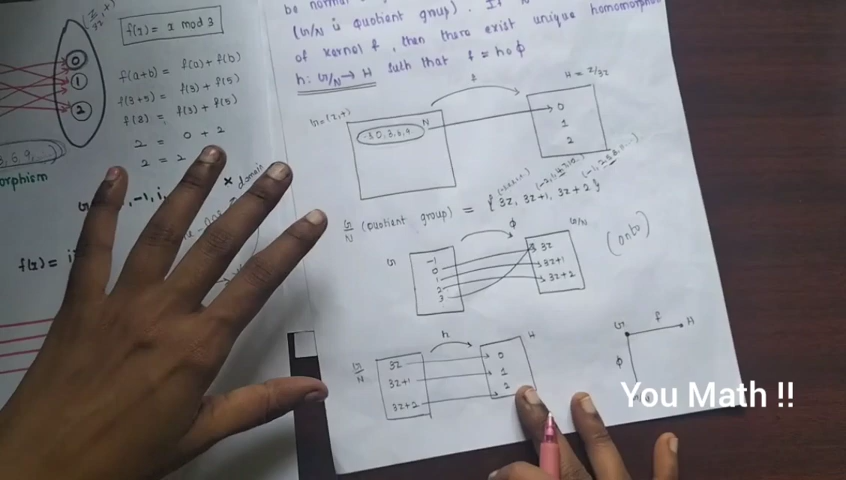 f(x) = x mod 3
f(a+b) = f(a) + f(b)
f(3+5) = f(3) + f(5)
f(8) = f(3) + f(5)
2 = 0 + 2
2 = 2
0
1
2
orphism
domain
be normal
(G/N is quotient group).
of kernel f, then there exist unique homomorphism
h: G/N → H such that f = h o φ
f
H = Z/3Z
G = (Z,+)
-3,0,3,6,9
N
0
1
2
G/N (quotient group) = { 3Z, 3Z+1, 3Z+2 }
φ
G
G/N
-1
0
1
2
3
3Z
3Z+1
3Z+2
(onto)
h
G/N
H
3Z
3Z+1
3Z+2
0
1
2
G
f
H
φ
You Math !!